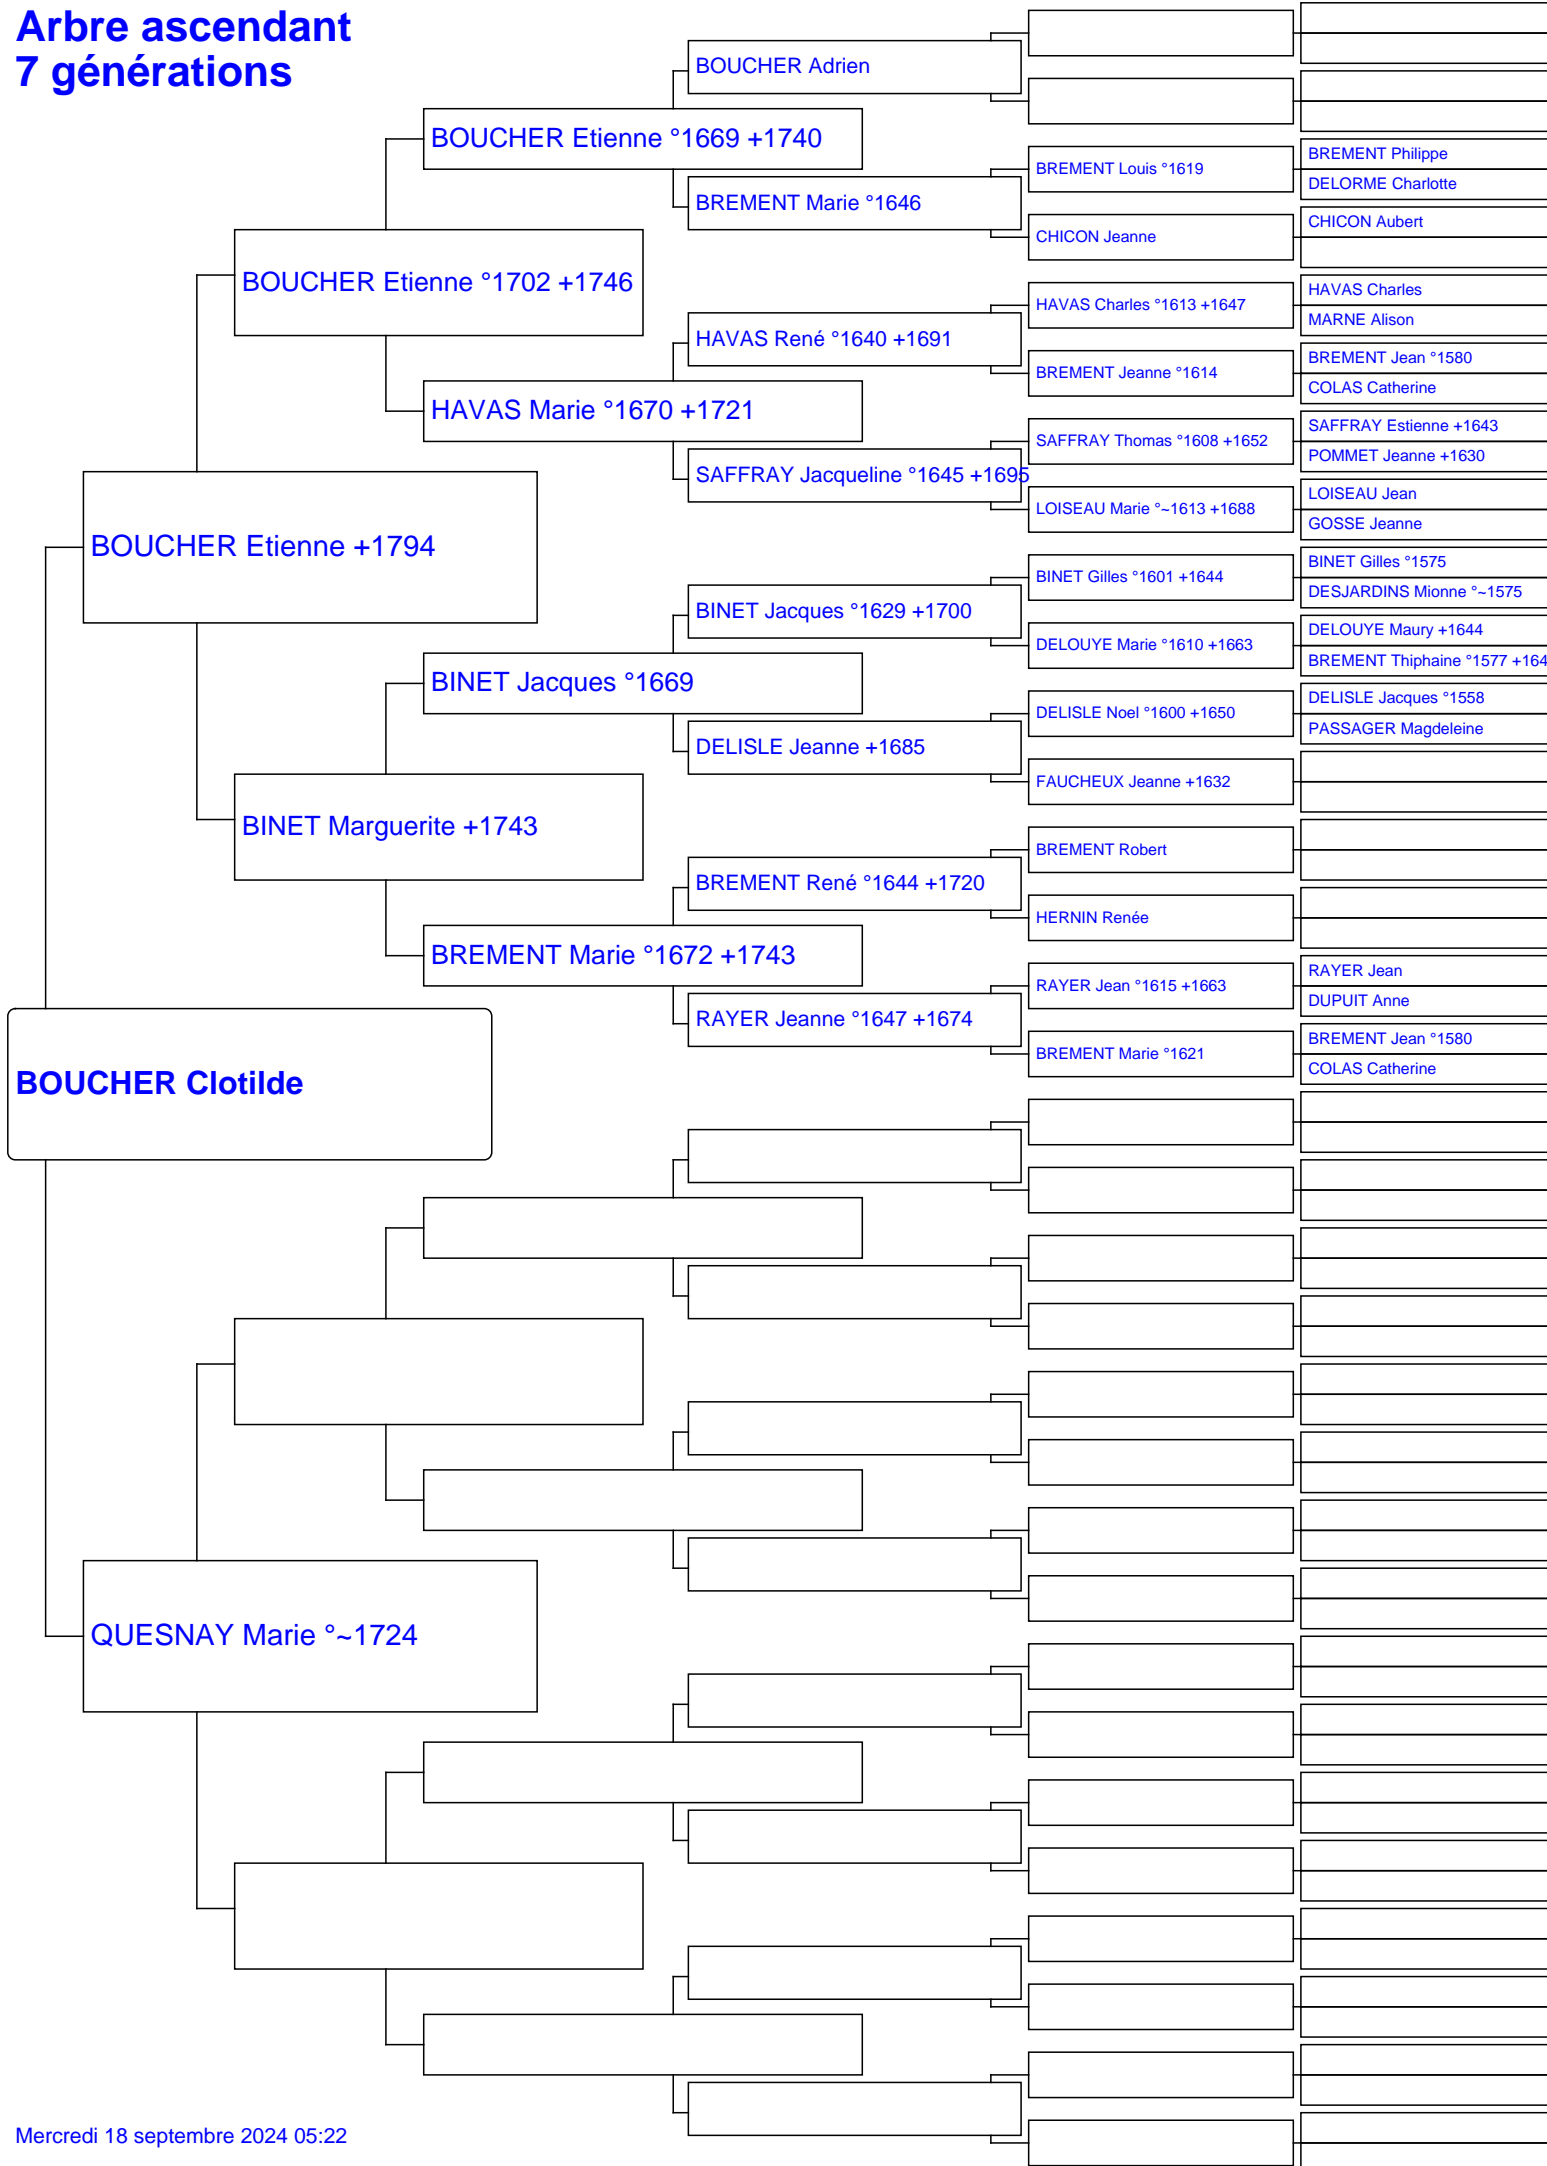 Arbre ascendant
7 générations
BOUCHER Adrien
BOUCHER Etienne °1669 +1740
BREMENT Philippe
BREMENT Louis °1619
DELORME Charlotte
BREMENT Marie °1646
CHICON Aubert
CHICON Jeanne
BOUCHER Etienne °1702 +1746
HAVAS Charles
HAVAS Charles °1613 +1647
MARNE Alison
HAVAS René °1640 +1691
BREMENT Jean °1580
BREMENT Jeanne °1614
COLAS Catherine
HAVAS Marie °1670 +1721
SAFFRAY Estienne +1643
SAFFRAY Thomas °1608 +1652
POMMET Jeanne +1630
SAFFRAY Jacqueline °1645 +1695
LOISEAU Jean
LOISEAU Marie °~1613 +1688
GOSSE Jeanne
BOUCHER Etienne +1794
BINET Gilles °1575
BINET Gilles °1601 +1644
DESJARDINS Mionne °~1575
BINET Jacques °1629 +1700
DELOUYE Maury +1644
DELOUYE Marie °1610 +1663
BREMENT Thiphaine °1577 +164
BINET Jacques °1669
DELISLE Jacques °1558
DELISLE Noel °1600 +1650
PASSAGER Magdeleine
DELISLE Jeanne +1685
FAUCHEUX Jeanne +1632
BINET Marguerite +1743
BREMENT Robert
BREMENT René °1644 +1720
HERNIN Renée
BREMENT Marie °1672 +1743
RAYER Jean
RAYER Jean °1615 +1663
DUPUIT Anne
RAYER Jeanne °1647 +1674
BREMENT Jean °1580
BREMENT Marie °1621
COLAS Catherine
BOUCHER Clotilde
QUESNAY Marie °~1724
Mercredi 18 septembre 2024 05:22